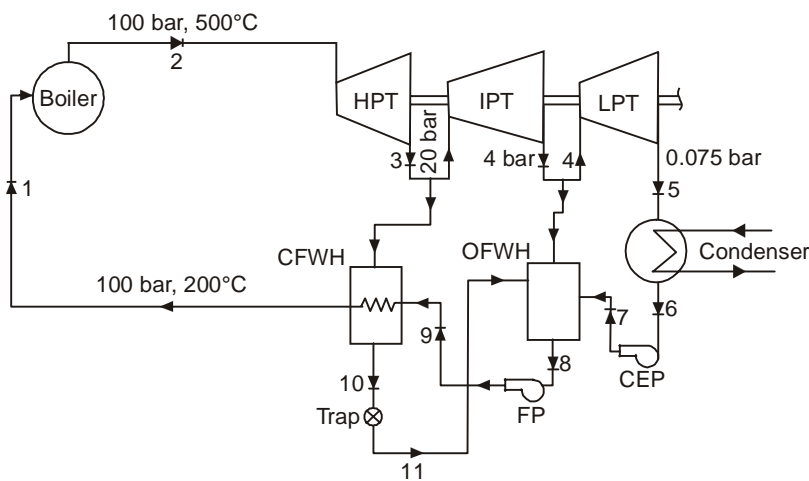 100 bar, 500°C
2
Boiler
HPT
IPT
LPT
3
20 bar
4 bar
4
0.075 bar
1
5
CFWH
OFWH
Condenser
100 bar, 200°C
9
7
6
10
8
CEP
Trap
FP
11